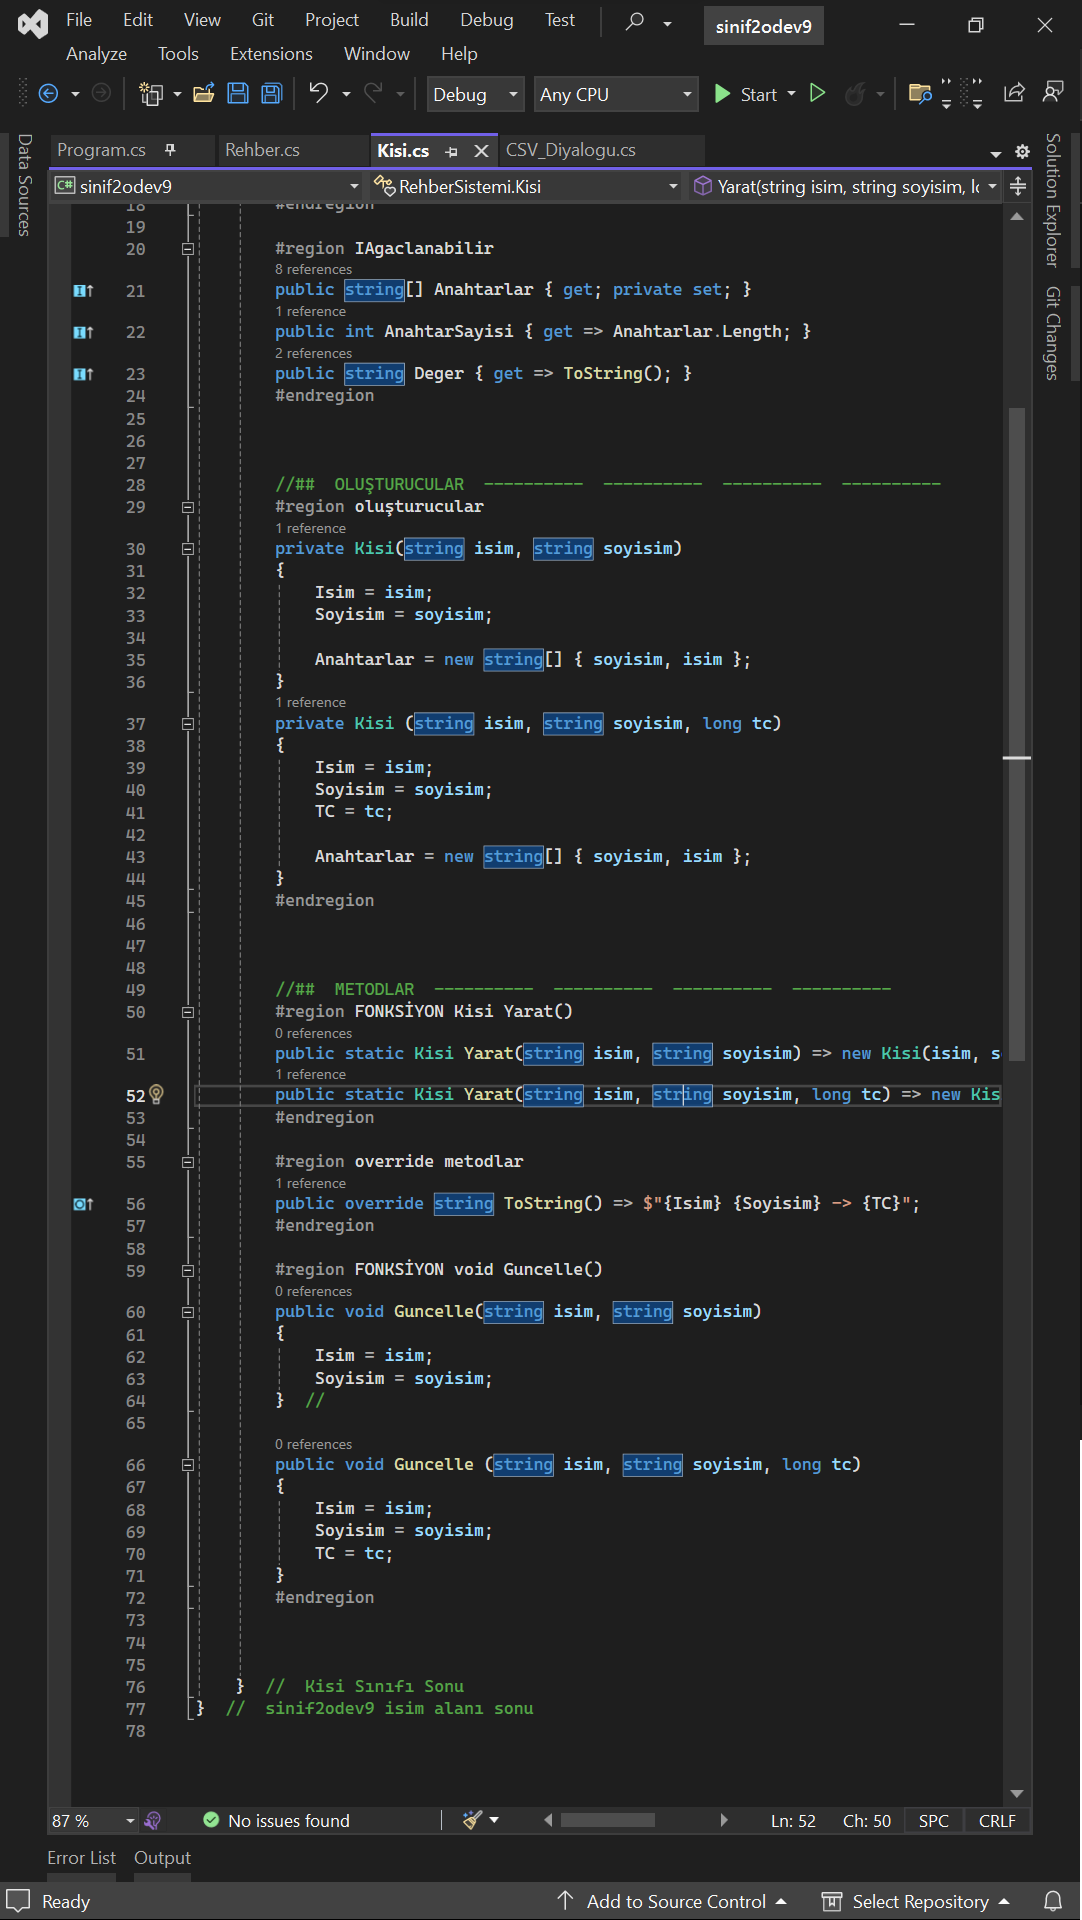 File Edit View Git Project Build Debug Test sinif2odev9
Analyze Tools Extensions Window Help
Debug Any CPU Start
Data Sources
Program.cs Rehber.cs Kisi.cs CSV_Diyalogu.cs
C# sinif2odev9 RehberSistemi.Kisi Yarat(string isim, string soyisim, lo
Solution Explorer
Git Changes
18 #endregion
19
20 #region IAgaclanabilir
8 references
21 public string[] Anahtarlar { get; private set; }
1 reference
22 public int AnahtarSayisi { get => Anahtarlar.Length; }
2 references
23 public string Deger { get => ToString(); }
24 #endregion
25
26
27
28 //## OLUŞTURUCULAR ---------- ---------- ---------- ----------
29 #region oluşturucular
1 reference
30 private Kisi(string isim, string soyisim)
31 {
32 Isim = isim;
33 Soyisim = soyisim;
34
35 Anahtarlar = new string[] { soyisim, isim };
36 }
1 reference
37 private Kisi (string isim, string soyisim, long tc)
38 {
39 Isim = isim;
40 Soyisim = soyisim;
41 TC = tc;
42
43 Anahtarlar = new string[] { soyisim, isim };
44 }
45 #endregion
46
47
48
49 //## METODLAR ---------- ---------- ---------- ----------
50 #region FONKSİYON Kisi Yarat()
0 references
51 public static Kisi Yarat(string isim, string soyisim) => new Kisi(isim, s
1 reference
52 public static Kisi Yarat(string isim, string soyisim, long tc) => new Kis
53 #endregion
54
55 #region override metodlar
1 reference
56 public override string ToString() => $"{Isim} {Soyisim} -> {TC}";
57 #endregion
58
59 #region FONKSİYON void Guncelle()
0 references
60 public void Guncelle(string isim, string soyisim)
61 {
62 Isim = isim;
63 Soyisim = soyisim;
64 } //
65
0 references
66 public void Guncelle (string isim, string soyisim, long tc)
67 {
68 Isim = isim;
69 Soyisim = soyisim;
70 TC = tc;
71 }
72 #endregion
73
74
75
76 } // Kisi Sınıfı Sonu
77 } // sinif2odev9 isim alanı sonu
78
87 % No issues found Ln: 52 Ch: 50 SPC CRLF
Error List Output
Ready Add to Source Control Select Repository